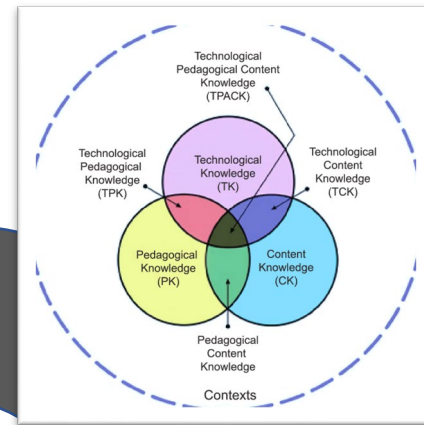 Technological
Pedagogical Content
Knowledge
(TPACK)
Technological
Pedagogical
Knowledge
(TPK)
Technological
Knowledge
(TK)
Technological
Content
Knowledge
(TCK)
Pedagogical
Knowledge
(PK)
Content
Knowledge
(CK)
Pedagogical
Content
Knowledge
Contexts